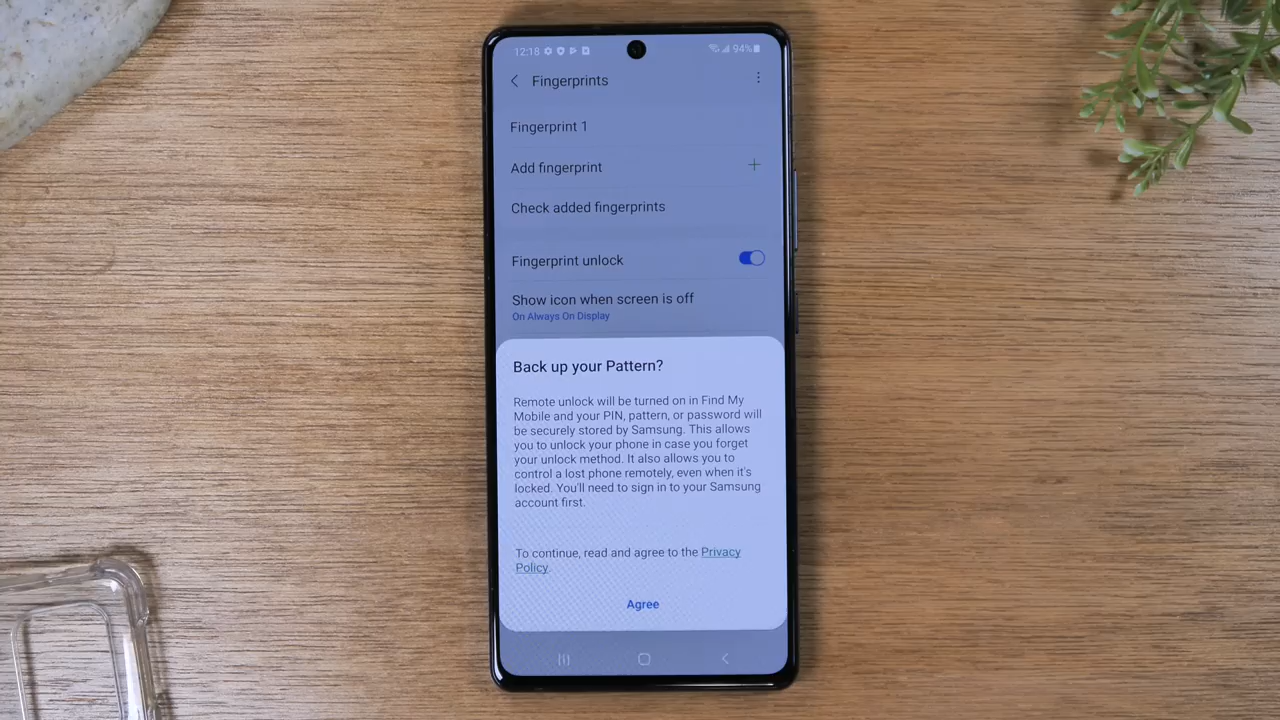 12:18
94%
Fingerprints
Fingerprint 1
Add fingerprint
Check added fingerprints
Fingerprint unlock
Show icon when screen is off
On Always On Display
Back up your Pattern?
Remote unlock will be turned on in Find My
Mobile and your PIN, pattern, or password will
be securely stored by Samsung. This allows
you to unlock your phone in case you forget
your unlock method. It also allows you to
control a lost phone remotely, even when it's
locked. You'll need to sign in to your Samsung
account first.
To continue, read and agree to the Privacy
Policy.
Agree